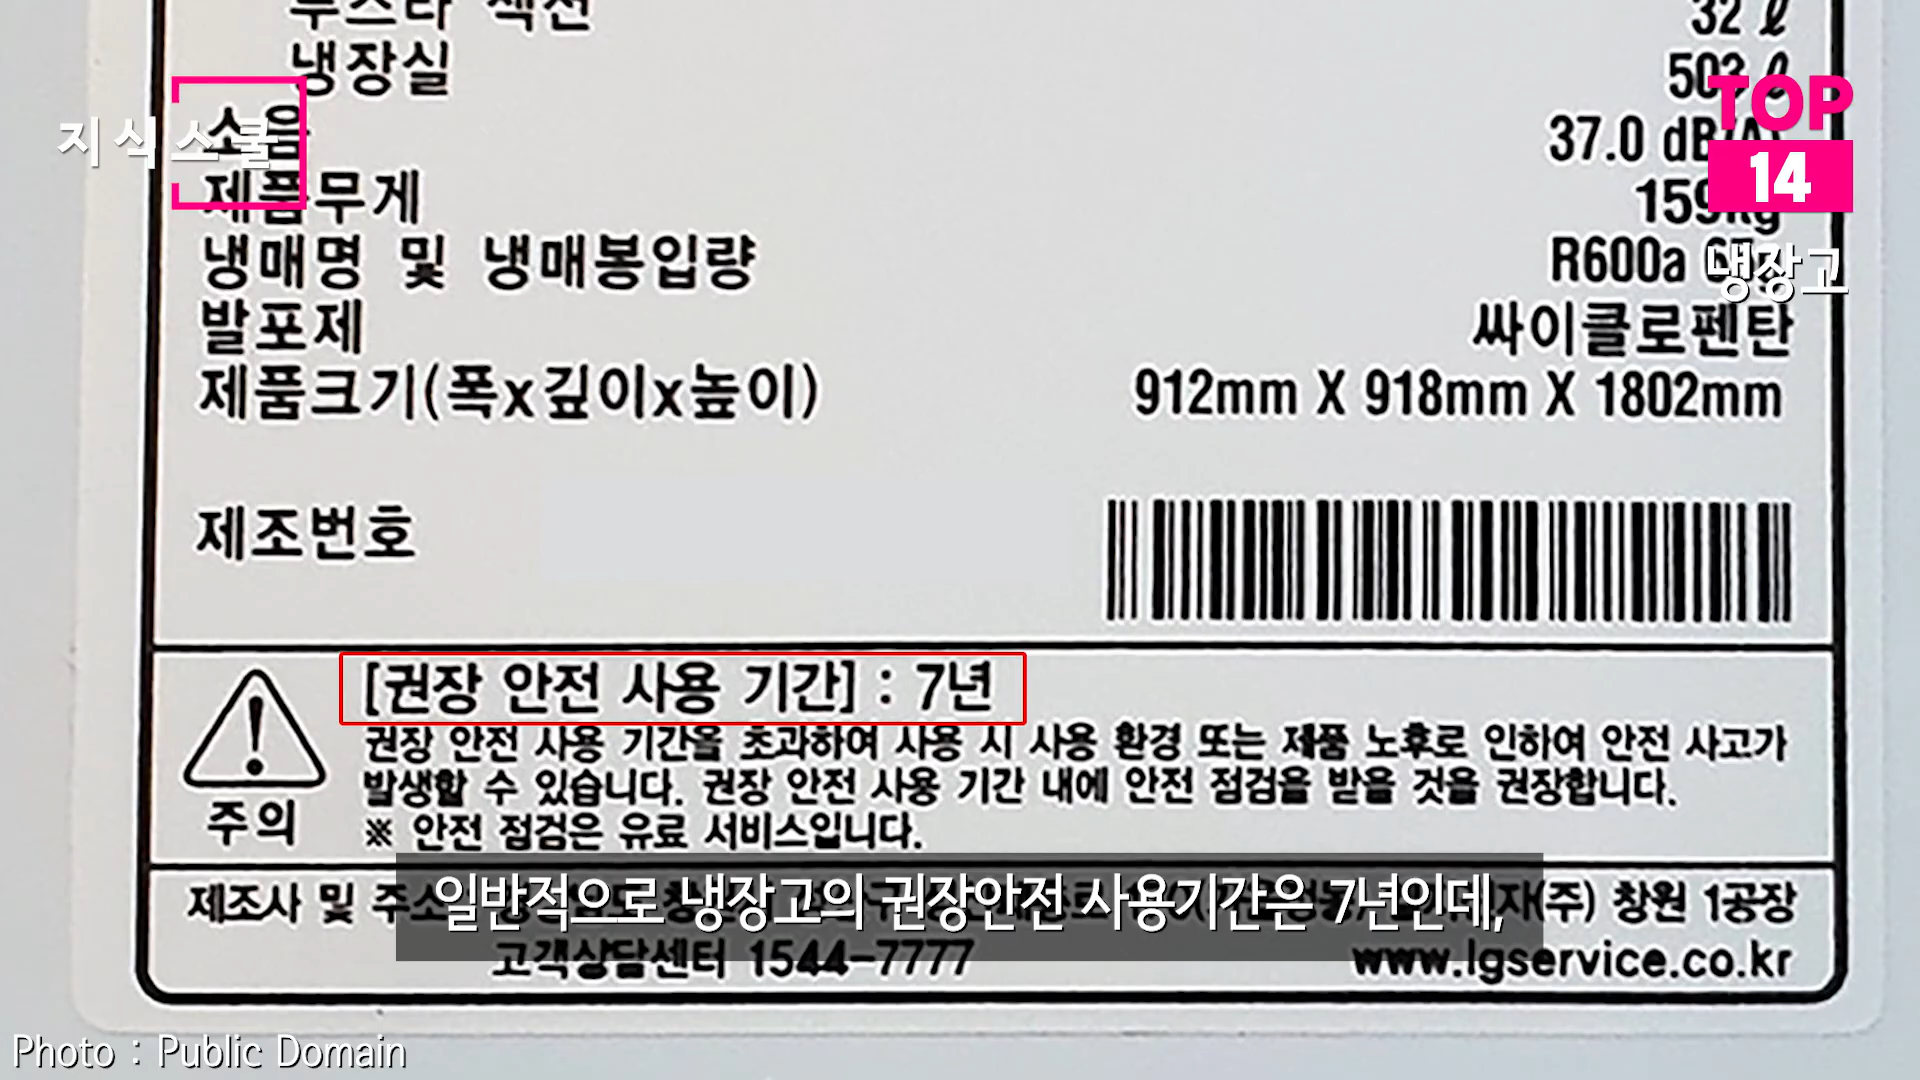 32 ℓ
냉장실 503 ℓ
지식스쿨
TOP
14
냉장고
소음 37.0 dB(A)
제품무게 159kg
냉매명 및 냉매봉입량 R600a
발포제 싸이클로펜탄
제품크기(폭x깊이x높이) 912mm X 918mm X 1802mm
제조번호
[권장 안전 사용 기간] : 7년
권장 안전 사용 기간을 초과하여 사용 시 사용 환경 또는 제품 노후로 인하여 안전 사고가
발생할 수 있습니다. 권장 안전 사용 기간 내에 안전 점검을 받을 것을 권장합니다.
※ 안전 점검은 유료 서비스입니다.
주의
제조사 및 주소 자(주) 창원 1공장
일반적으로 냉장고의 권장안전 사용기간은 7년인데,
고객상담센터 1544-7777 www.lgservice.co.kr
Photo : Public Domain